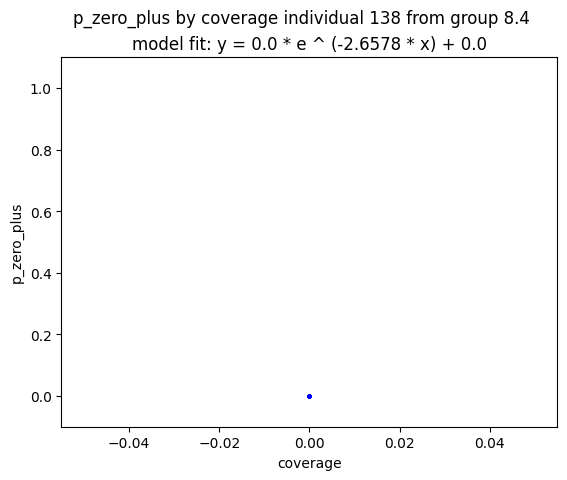 p_zero_plus by coverage individual 138 from group 8.4
model fit: y = 0.0 * e ^ (-2.6578 * x) + 0.0
1.0
0.8
0.6
0.4
0.2
0.0
p_zero_plus
−0.04
−0.02
0.00
0.02
0.04
coverage